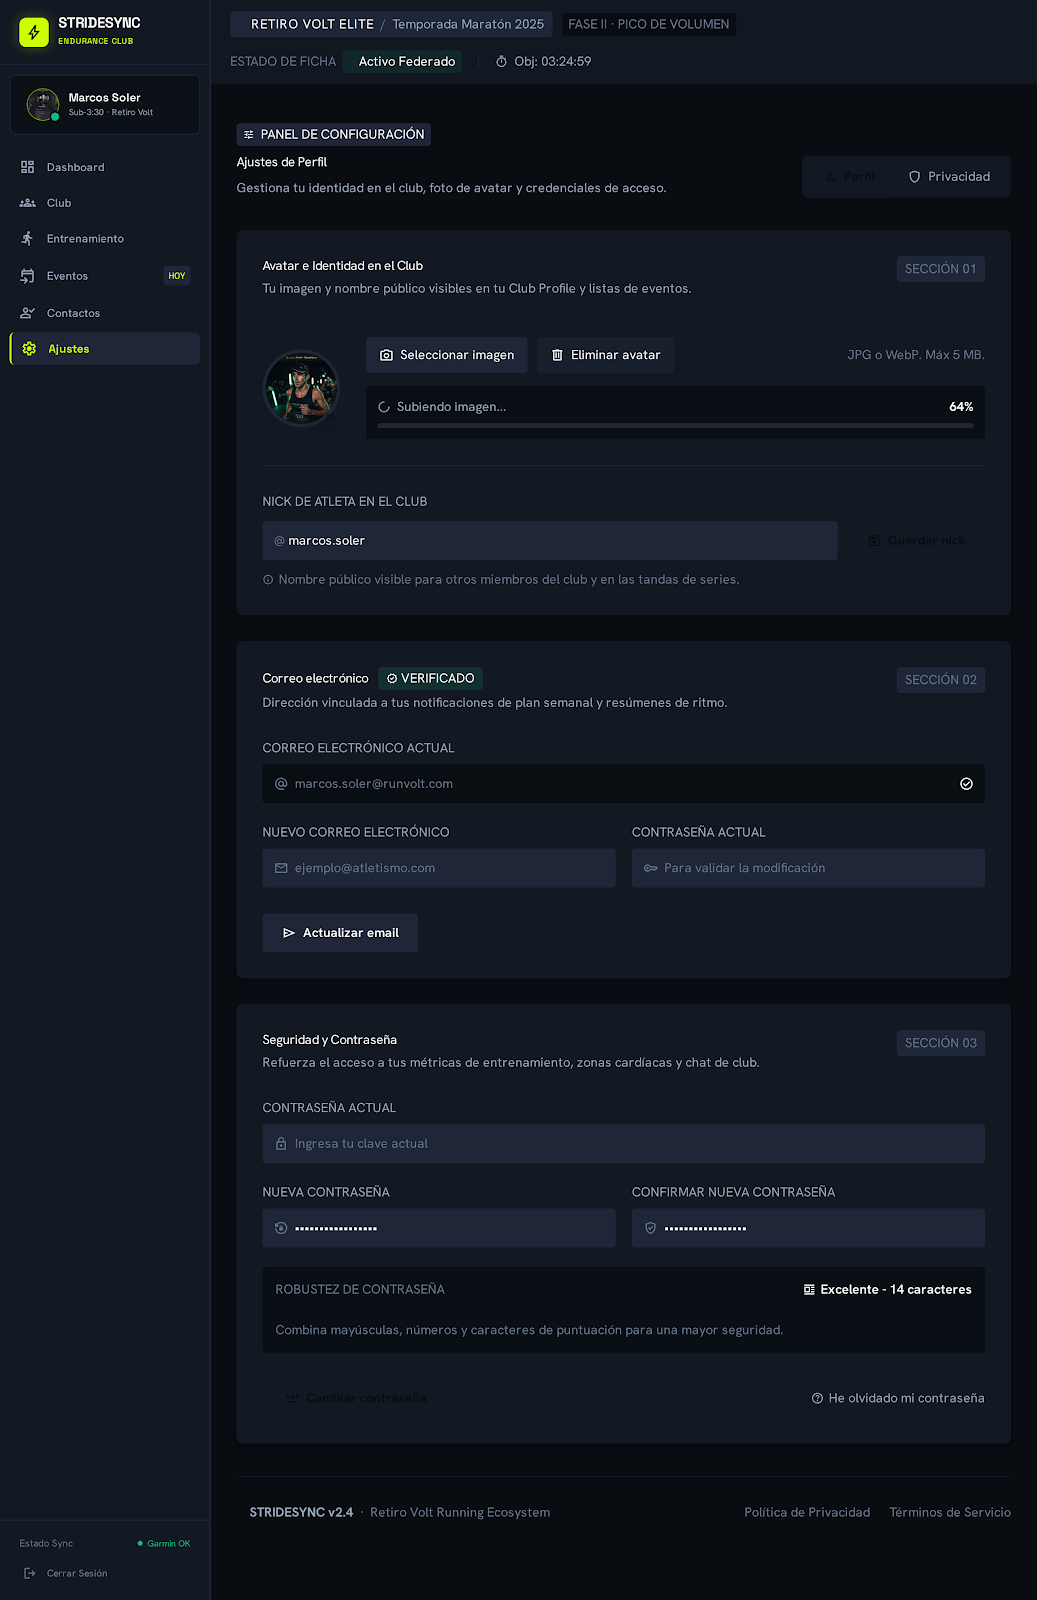 STRIDESYNC
ENDURANCE CLUB
Marcos Soler
Sub-3:30 · Retiro Volt
Dashboard
Club
Entrenamiento
Eventos HOY
Contactos
Ajustes
Estado Sync Garmin OK
Cerrar Sesión
RETIRO VOLT ELITE / Temporada Maratón 2025 FASE II · PICO DE VOLUMEN
ESTADO DE FICHA Activo Federado Obj: 03:24:59
PANEL DE CONFIGURACIÓN
Ajustes de Perfil
Gestiona tu identidad en el club, foto de avatar y credenciales de acceso.
Perfil Privacidad
Avatar e Identidad en el Club
SECCIÓN 01
Tu imagen y nombre público visibles en tu Club Profile y listas de eventos.
Seleccionar imagen Eliminar avatar JPG o WebP. Máx 5 MB.
Subiendo imagen... 64%
NICK DE ATLETA EN EL CLUB
@ marcos.soler Guardar nick
Nombre público visible para otros miembros del club y en las tandas de series.
Correo electrónico VERIFICADO
SECCIÓN 02
Dirección vinculada a tus notificaciones de plan semanal y resúmenes de ritmo.
CORREO ELECTRÓNICO ACTUAL
marcos.soler@runvolt.com
NUEVO CORREO ELECTRÓNICO CONTRASEÑA ACTUAL
ejemplo@atletismo.com Para validar la modificación
Actualizar email
Seguridad y Contraseña
SECCIÓN 03
Refuerza el acceso a tus métricas de entrenamiento, zonas cardíacas y chat de club.
CONTRASEÑA ACTUAL
Ingresa tu clave actual
NUEVA CONTRASEÑA CONFIRMAR NUEVA CONTRASEÑA
••••••••••••••••• •••••••••••••••••
ROBUSTEZ DE CONTRASEÑA Excelente - 14 caracteres
Combina mayúsculas, números y caracteres de puntuación para una mayor seguridad.
Cambiar contraseña He olvidado mi contraseña
STRIDESYNC v2.4 · Retiro Volt Running Ecosystem Política de Privacidad Términos de Servicio